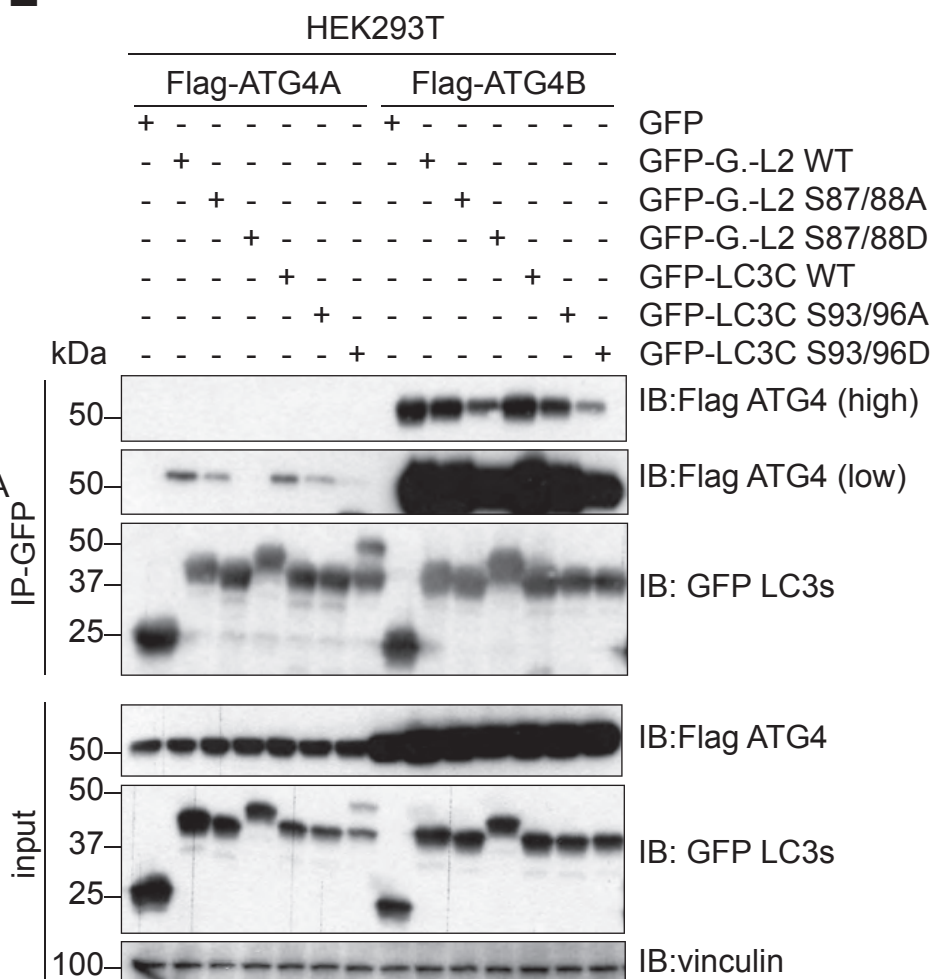 HEK293T
Flag-ATG4A Flag-ATG4B
+ - - - - - - + - - - - - - GFP
- + - - - - - - + - - - - - GFP-G.-L2 WT
- - + - - - - - - + - - - - GFP-G.-L2 S87/88A
- - - + - - - - - - + - - - GFP-G.-L2 S87/88D
- - - - + - - - - - - + - - GFP-LC3C WT
- - - - - + - - - - - - + - GFP-LC3C S93/96A
kDa - - - - - - + - - - - - - + GFP-LC3C S93/96D
IP-GFP
50 IB:Flag ATG4 (high)
A
50 IB:Flag ATG4 (low)
50
37 IB: GFP LC3s
25
input
50 IB:Flag ATG4
50
37 IB: GFP LC3s
25
100 IB:vinculin